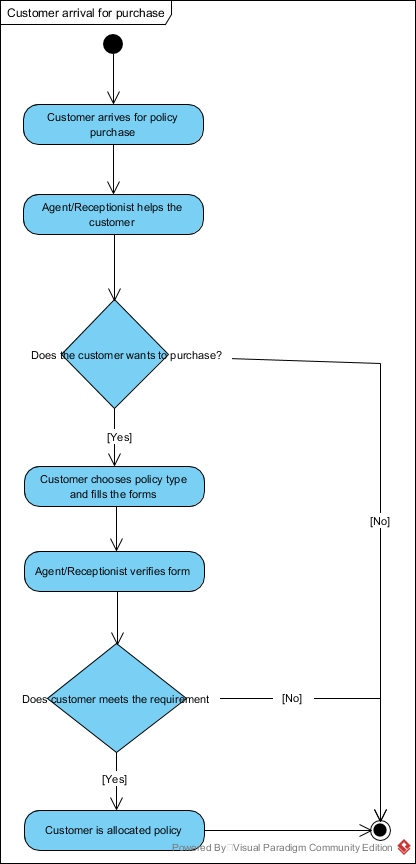 Customer arrival for purchase
Customer arrives for policy
purchase
Agent/Receptionist helps the
customer
Does the customer wants to purchase?
[Yes]
Customer chooses policy type
and fills the forms
[No]
Agent/Receptionist verifies form
Does customer meets the requirement
[No]
[Yes]
Customer is allocated policy
Powered By Visual Paradigm Community Edition